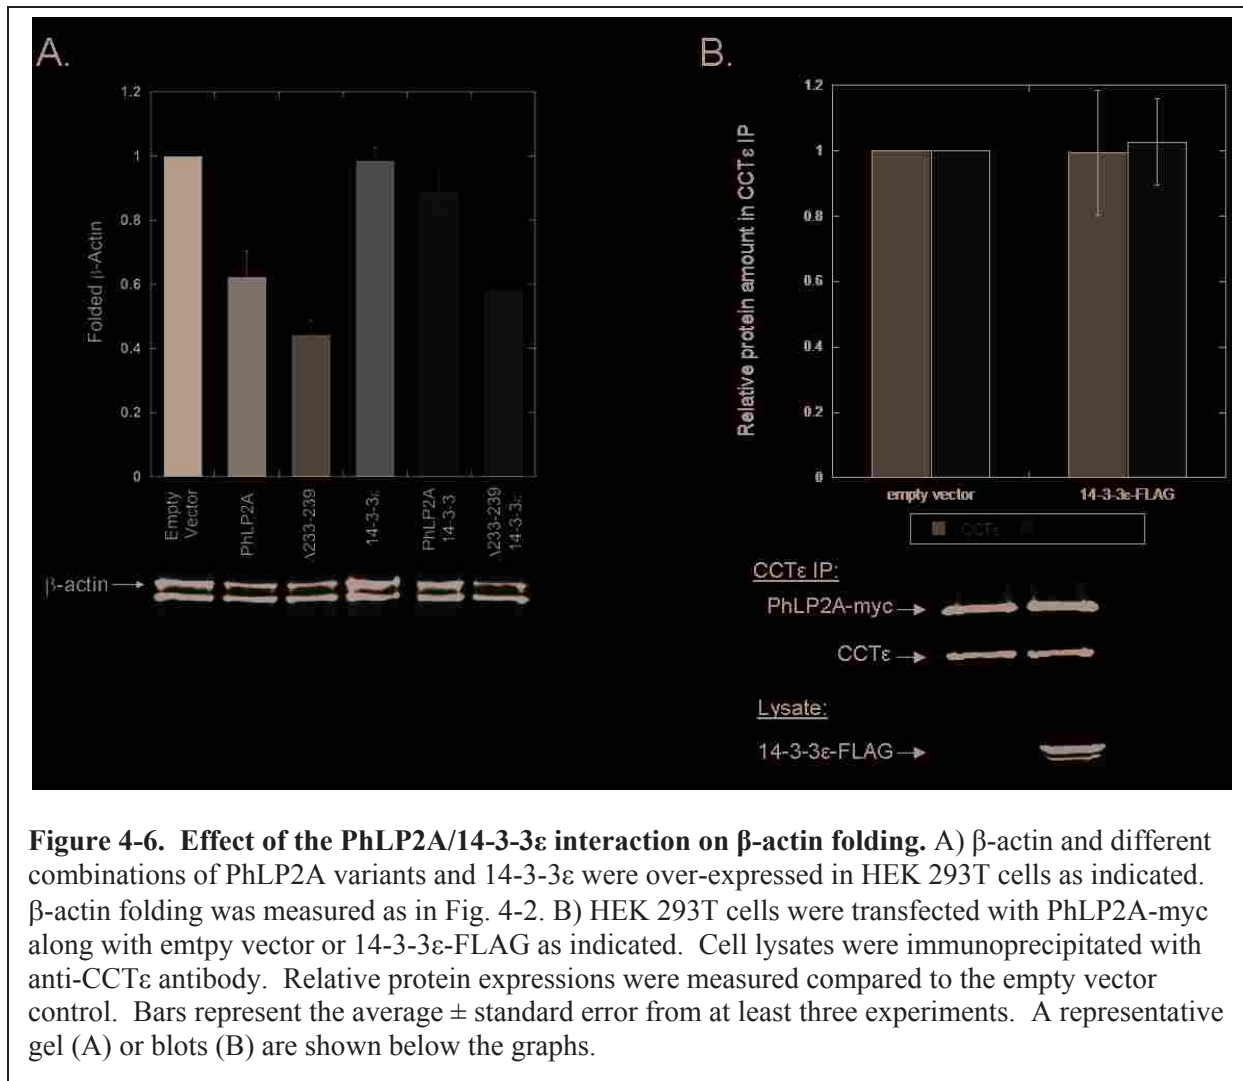 A.
1.2
1
0.8
0.6
0.4
0.2
0
Folded β-Actin
Empty
Vector
PhLP2A
Δ233-239
14-3-3ε
PhLP2A
14-3-3
Δ233-239
14-3-3ε
β-actin
B.
1.2
1
0.8
0.6
0.4
0.2
0
Relative protein amount in CCTε IP
empty vector
14-3-3ε-FLAG
CCTε
CCTε IP:
PhLP2A-myc
CCTε
Lysate:
14-3-3ε-FLAG
Figure 4-6. Effect of the PhLP2A/14-3-3ε interaction on β-actin folding. A) β-actin and different
combinations of PhLP2A variants and 14-3-3ε were over-expressed in HEK 293T cells as indicated.
β-actin folding was measured as in Fig. 4-2. B) HEK 293T cells were transfected with PhLP2A-myc
along with emtpy vector or 14-3-3ε-FLAG as indicated. Cell lysates were immunoprecipitated with
anti-CCTε antibody. Relative protein expressions were measured compared to the empty vector
control. Bars represent the average ± standard error from at least three experiments. A representative
gel (A) or blots (B) are shown below the graphs.